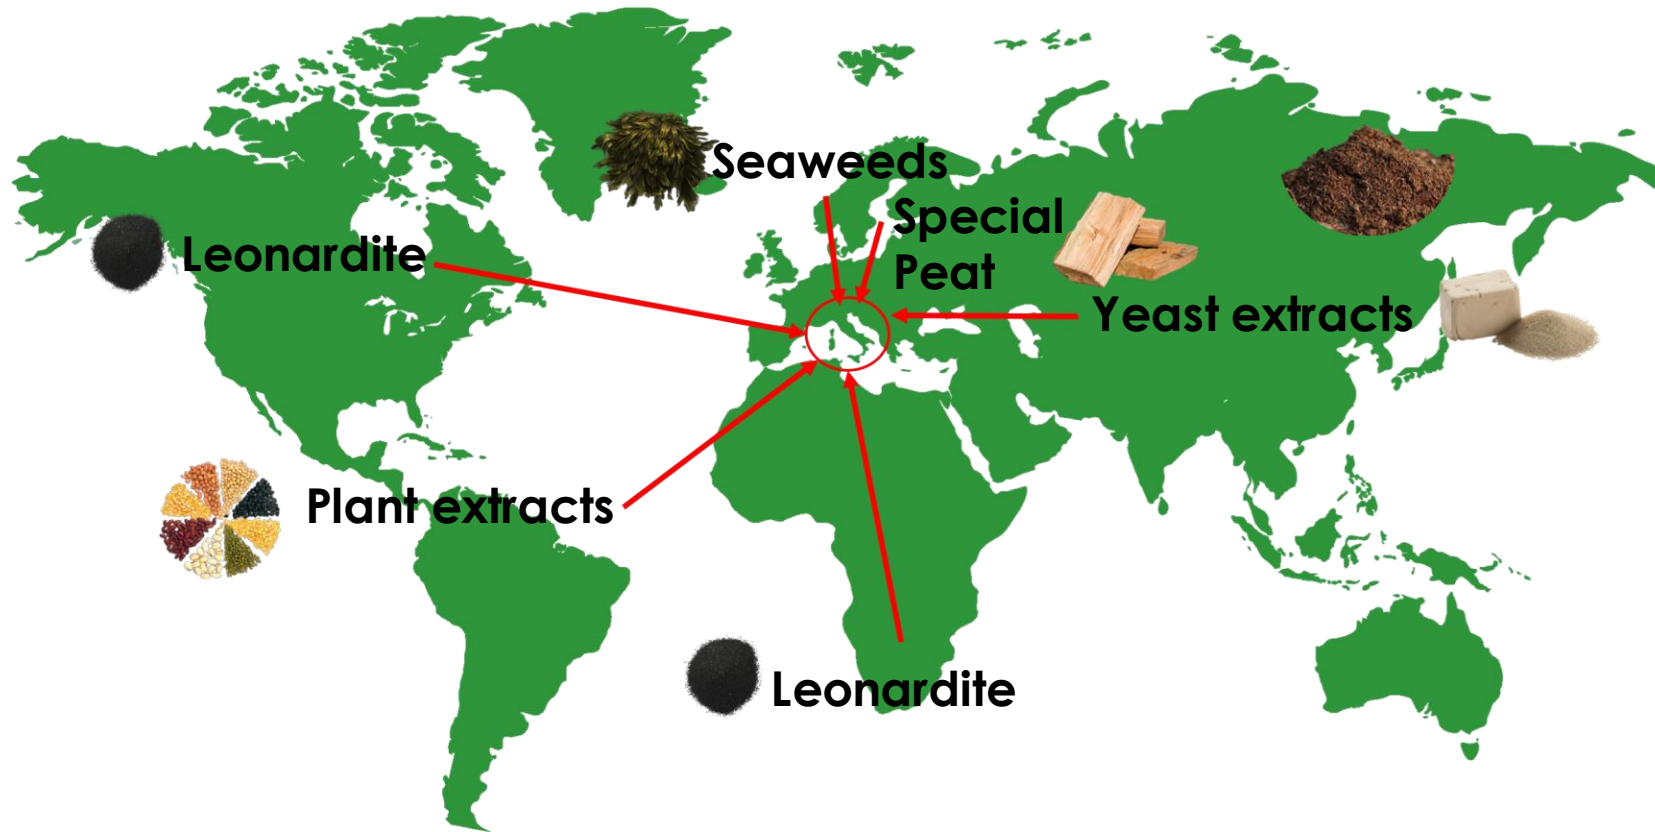 Seaweeds
Special
Peat
Leonardite
Yeast extracts
Plant extracts
Leonardite